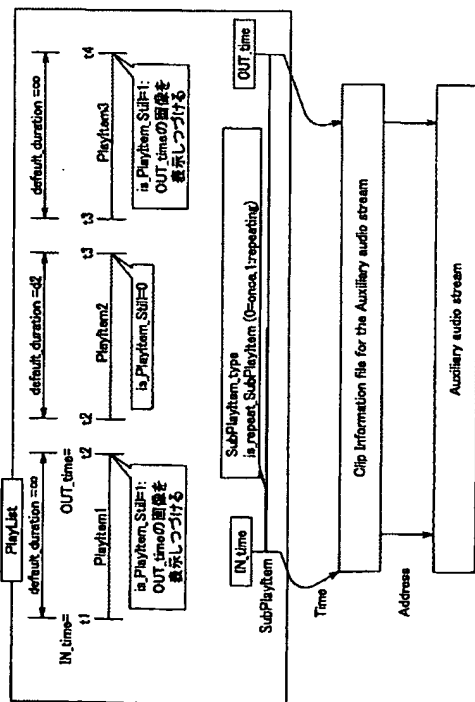 PlayList
default_duration =∞
default_duration =d2
default_duration =∞
IN_time=
OUT_time=
t1
PlayItem1
t2
t2
PlayItem2
t3
t3
PlayItem3
t4
is_PlayItem_Still=1:
OUT_timeの画像を
表示しつづける
is_PlayItem_Still=0
is_PlayItem_Still=1:
OUT_timeの画像を
表示しつづける
IN_time
SubPlayItem_type
is_repeat_SubPlayItem (0=once,1:repeating)
OUT_time
SubPlayItem
Time
Clip Information file for the Auxiliary audio stream
Address
Auxiliary audio stream